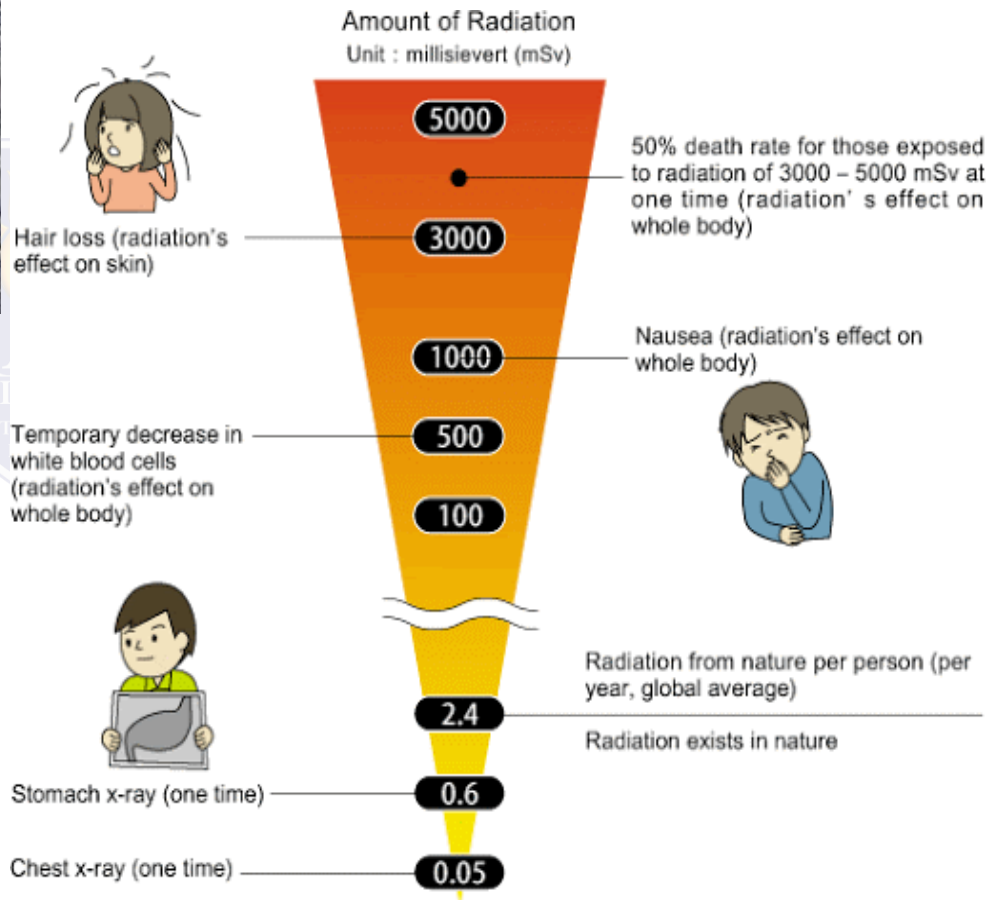 Amount of Radiation
Unit : millisievert (mSv)
5000
50% death rate for those exposed
to radiation of 3000 – 5000 mSv at
one time (radiation' s effect on
whole body)
Hair loss (radiation's
effect on skin)
3000
1000
Nausea (radiation's effect on
whole body)
Temporary decrease in
white blood cells
(radiation's effect on
whole body)
500
100
Radiation from nature per person (per
year, global average)
2.4
Radiation exists in nature
Stomach x-ray (one time)
0.6
Chest x-ray (one time)
0.05